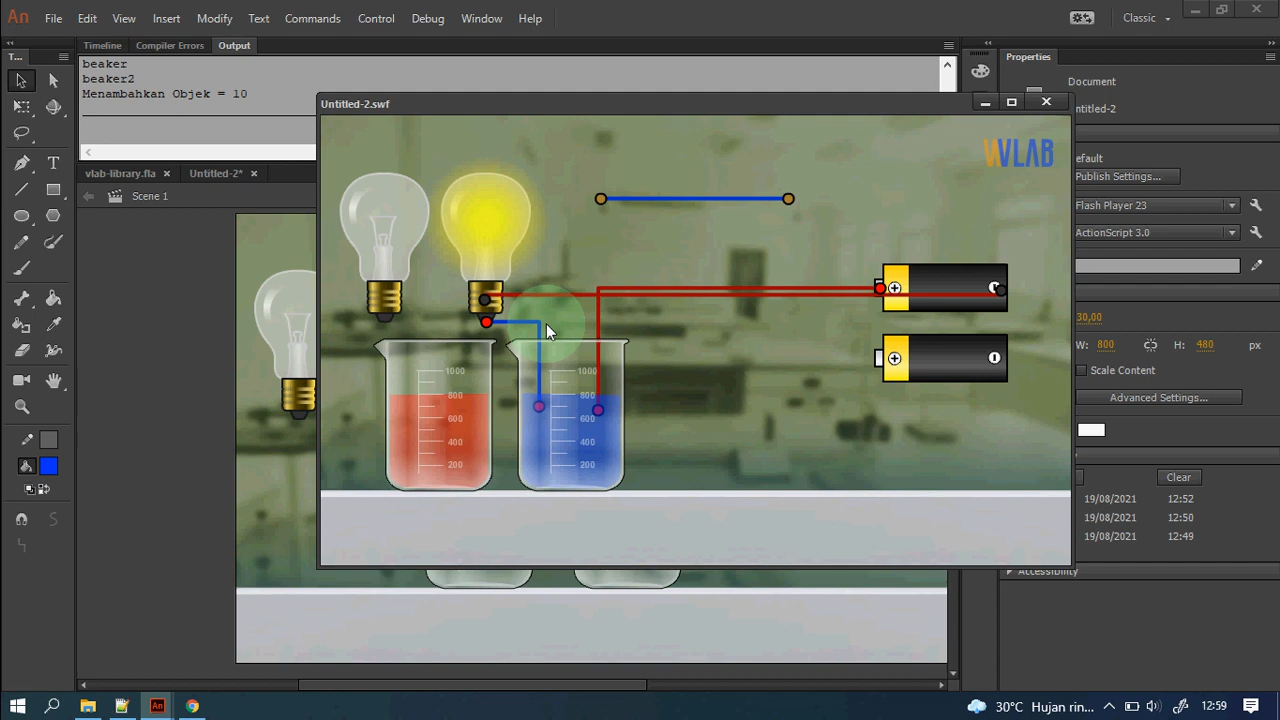 An File Edit View Insert Modify Text Commands Control Debug Window Help Classic
Timeline Compiler Errors Output
T...
Properties
beaker
beaker2
Menambahkan Objek = 10
Document
ntitled-2
Untitled-2.swf
WVLAB
vlab-library.fla × Untitled-2* ×
Scene 1
efault
Publish Settings...
Flash Player 23
ActionScript 3.0
30,00
W: 800 H: 480 px
Scale Content
Advanced Settings...
1000
800
600
400
200
1000
800
600
400
200
Clear
19/08/2021 12:52
19/08/2021 12:50
19/08/2021 12:49
Accessibility
30°C Hujan rin... 12:59